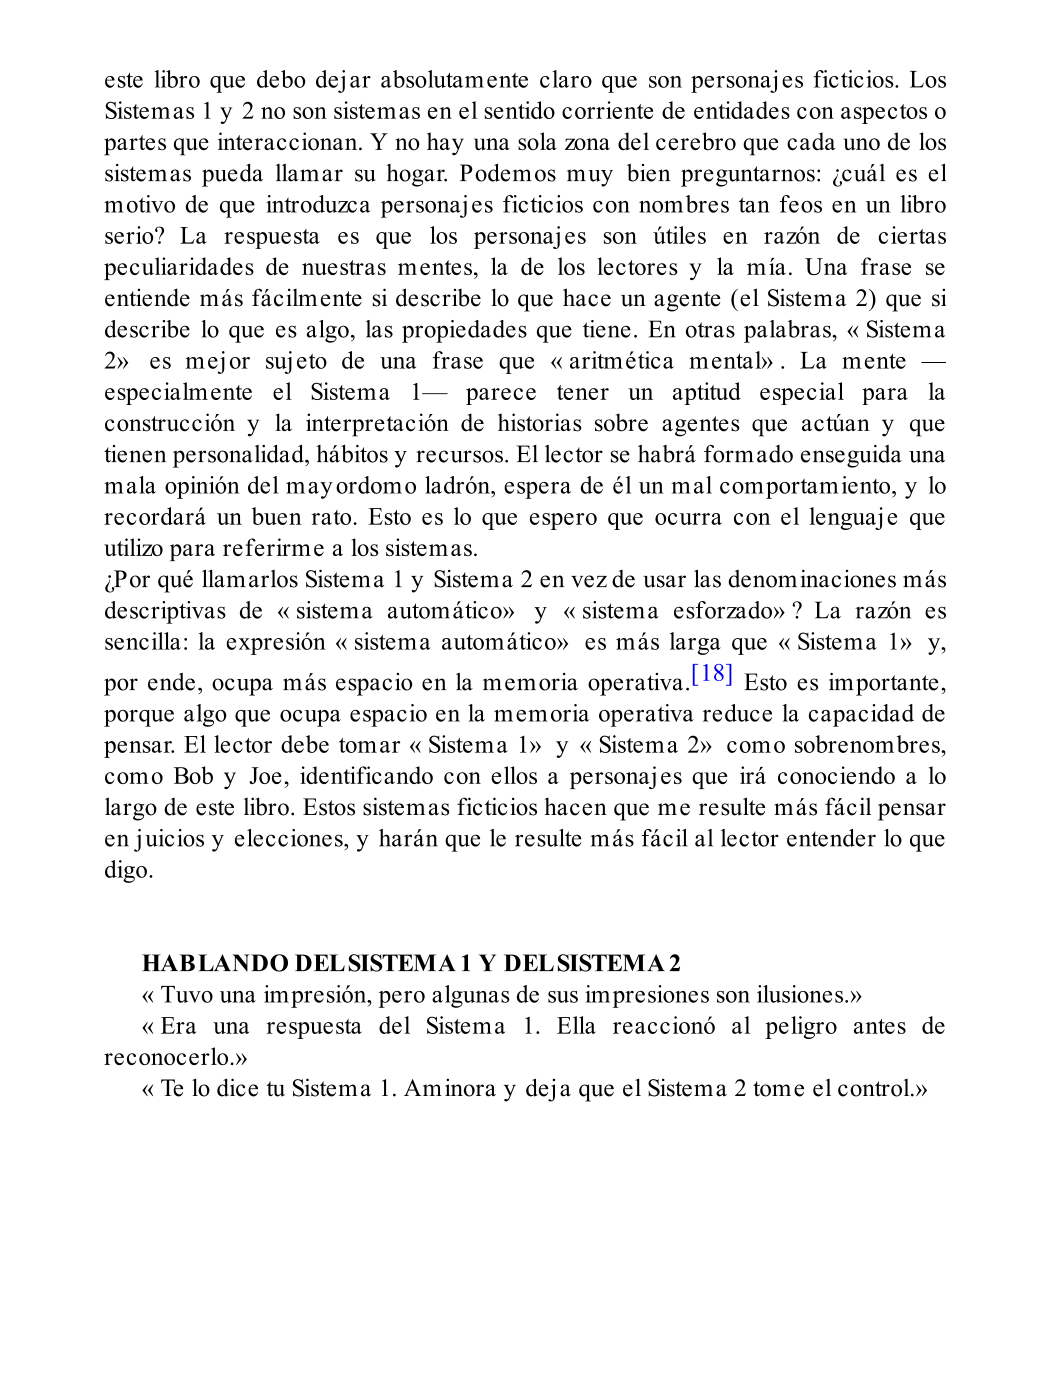 este libro que debo dejar absolutamente claro que son personajes ficticios. Los
Sistemas 1 y 2 no son sistemas en el sentido corriente de entidades con aspectos o
partes que interaccionan. Y no hay una sola zona del cerebro que cada uno de los
sistemas pueda llamar su hogar. Podemos muy bien preguntarnos: ¿cuál es el
motivo de que introduzca personajes ficticios con nombres tan feos en un libro
serio? La respuesta es que los personajes son útiles en razón de ciertas
peculiaridades de nuestras mentes, la de los lectores y la mía. Una frase se
entiende más fácilmente si describe lo que hace un agente (el Sistema 2) que si
describe lo que es algo, las propiedades que tiene. En otras palabras, « Sistema
2» es mejor sujeto de una frase que « aritmética mental» . La mente —
especialmente el Sistema 1— parece tener un aptitud especial para la
construcción y la interpretación de historias sobre agentes que actúan y que
tienen personalidad, hábitos y recursos. El lector se habrá formado enseguida una
mala opinión del mayordomo ladrón, espera de él un mal comportamiento, y lo
recordará un buen rato. Esto es lo que espero que ocurra con el lenguaje que
utilizo para referirme a los sistemas.
¿Por qué llamarlos Sistema 1 y Sistema 2 en vez de usar las denominaciones más
descriptivas de « sistema automático» y « sistema esforzado» ? La razón es
sencilla: la expresión « sistema automático» es más larga que « Sistema 1» y,
por ende, ocupa más espacio en la memoria operativa.[18] Esto es importante,
porque algo que ocupa espacio en la memoria operativa reduce la capacidad de
pensar. El lector debe tomar « Sistema 1» y « Sistema 2» como sobrenombres,
como Bob y Joe, identificando con ellos a personajes que irá conociendo a lo
largo de este libro. Estos sistemas ficticios hacen que me resulte más fácil pensar
en juicios y elecciones, y harán que le resulte más fácil al lector entender lo que
digo.
HABLANDO DEL SISTEMA 1 Y DEL SISTEMA 2
« Tuvo una impresión, pero algunas de sus impresiones son ilusiones.»
« Era una respuesta del Sistema 1. Ella reaccionó al peligro antes de
reconocerlo.»
« Te lo dice tu Sistema 1. Aminora y deja que el Sistema 2 tome el control.»